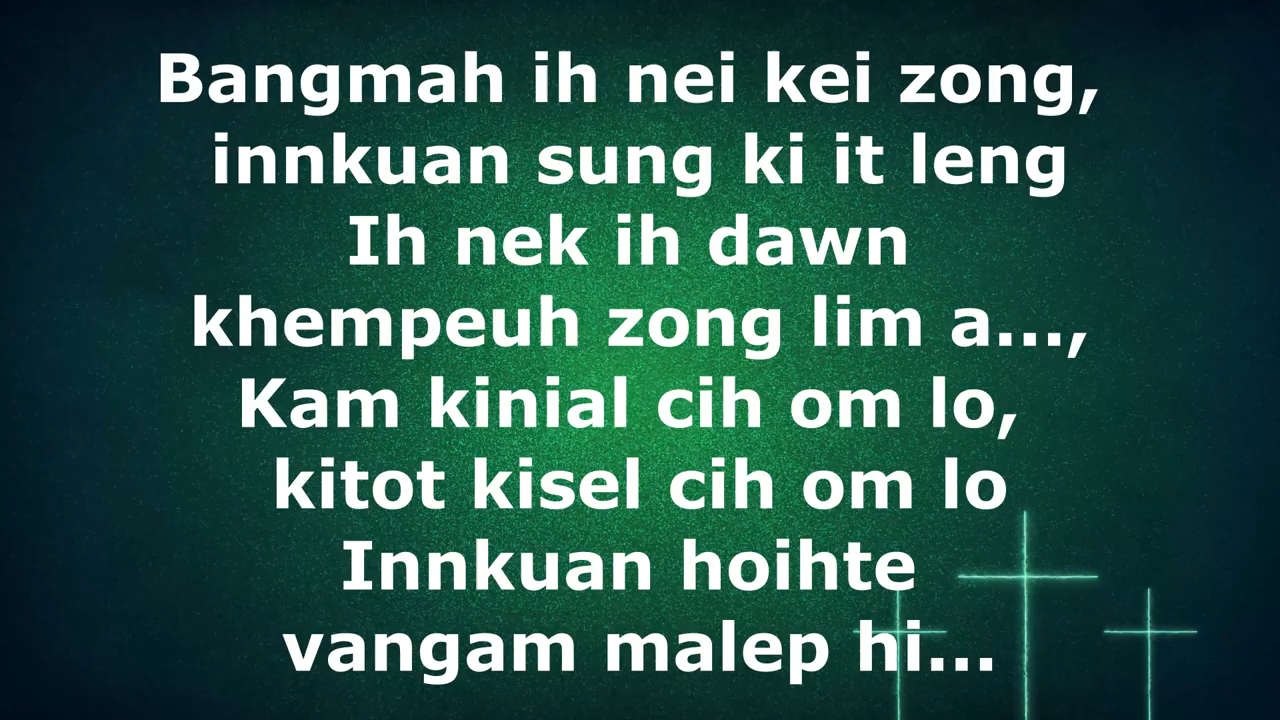 Bangmah ih nei kei zong,
innkuan sung ki it leng
Ih nek ih dawn
khempeuh zong lim a...,
Kam kinial cih om lo,
kitot kisel cih om lo
Innkuan hoihte
vangam malep hi...